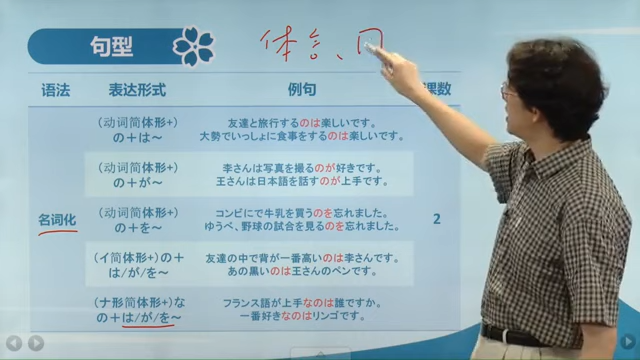 句型
体言、
语法 表达形式 例句 课数
(动词简体形+)
の＋は～
友達と旅行するのは楽しいです。
大勢でいっしょに食事をするのは楽しいです。
(动词简体形+)
の＋が～
李さんは写真を撮るのが好きです。
王さんは日本語を話すのが上手です。
名词化
(动词简体形+)
の＋を～
コンビにで牛乳を買うのを忘れました。
ゆうべ、野球の試合を見るのを忘れました。
2
(イ简体形+)の＋
は/が/を～
友達の中で背が一番高いのは李さんです。
あの黒いのは王さんのペンです。
(ナ形简体形+)な
の＋は/が/を～
フランス語が上手なのは誰ですか。
一番好きなのはリンゴです。